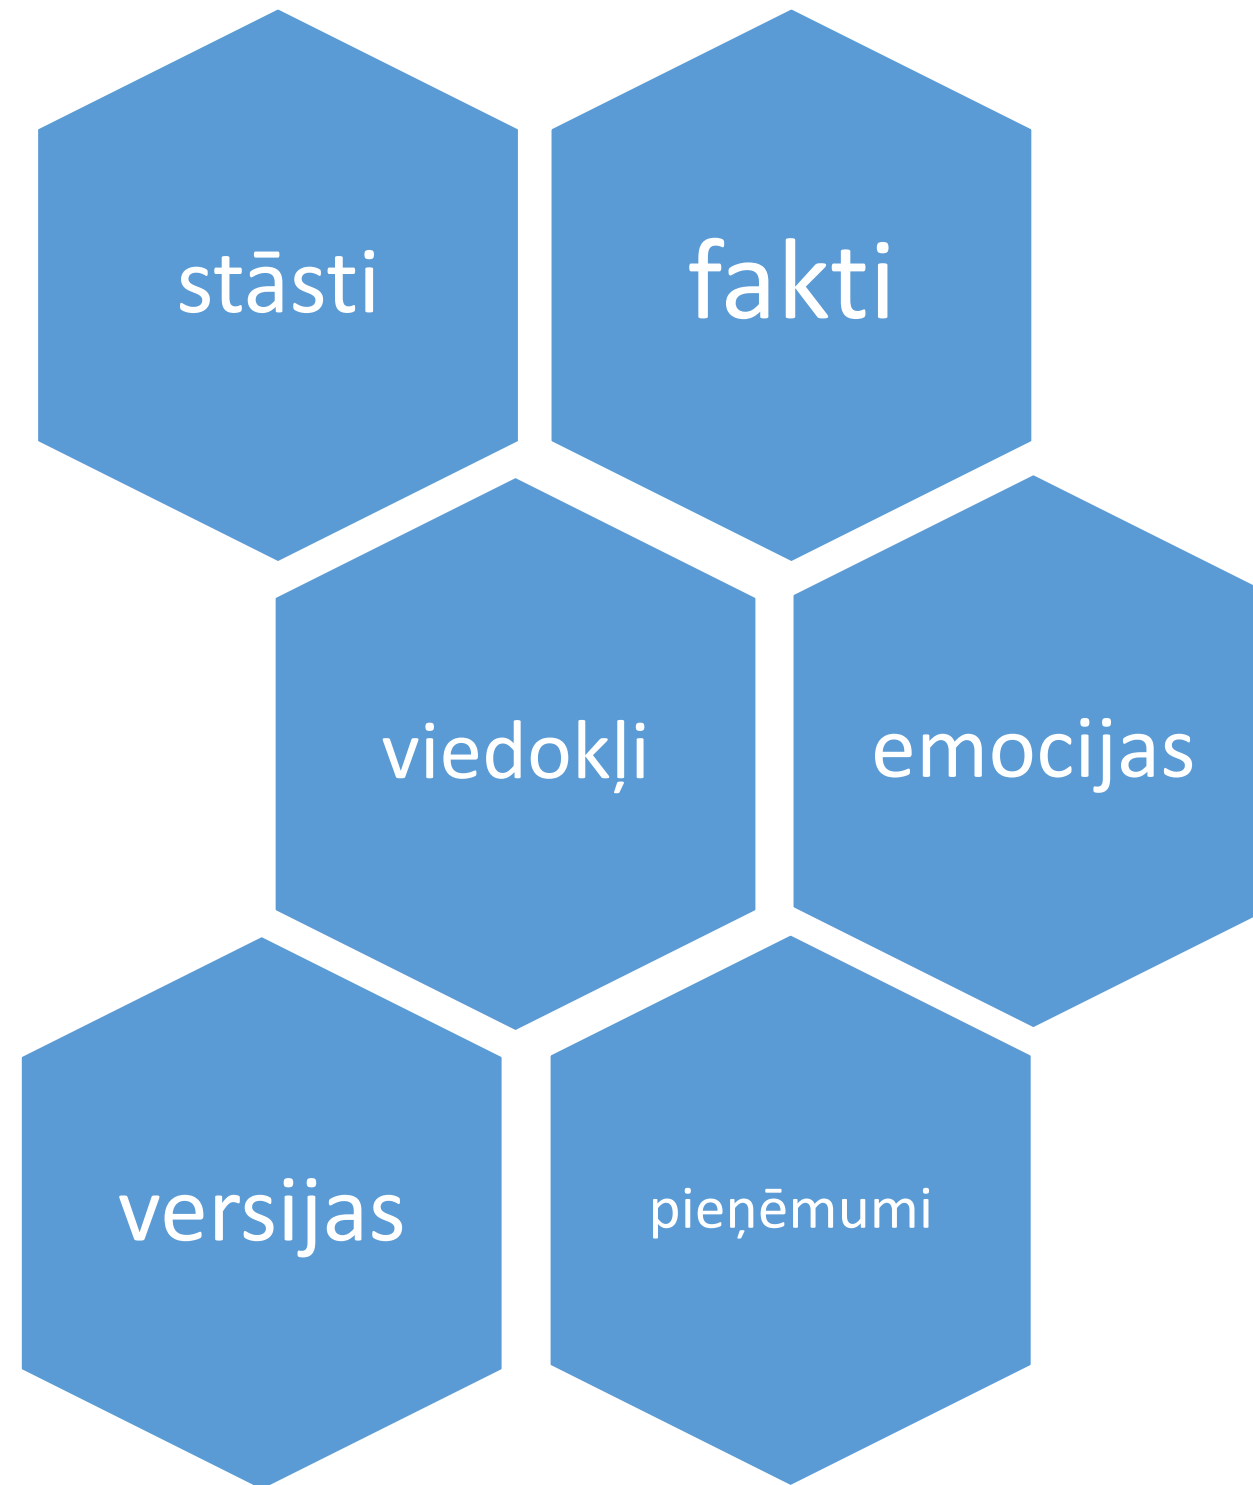 stāsti
fakti
viedokļi
emocijas
versijas
pieņēmumi